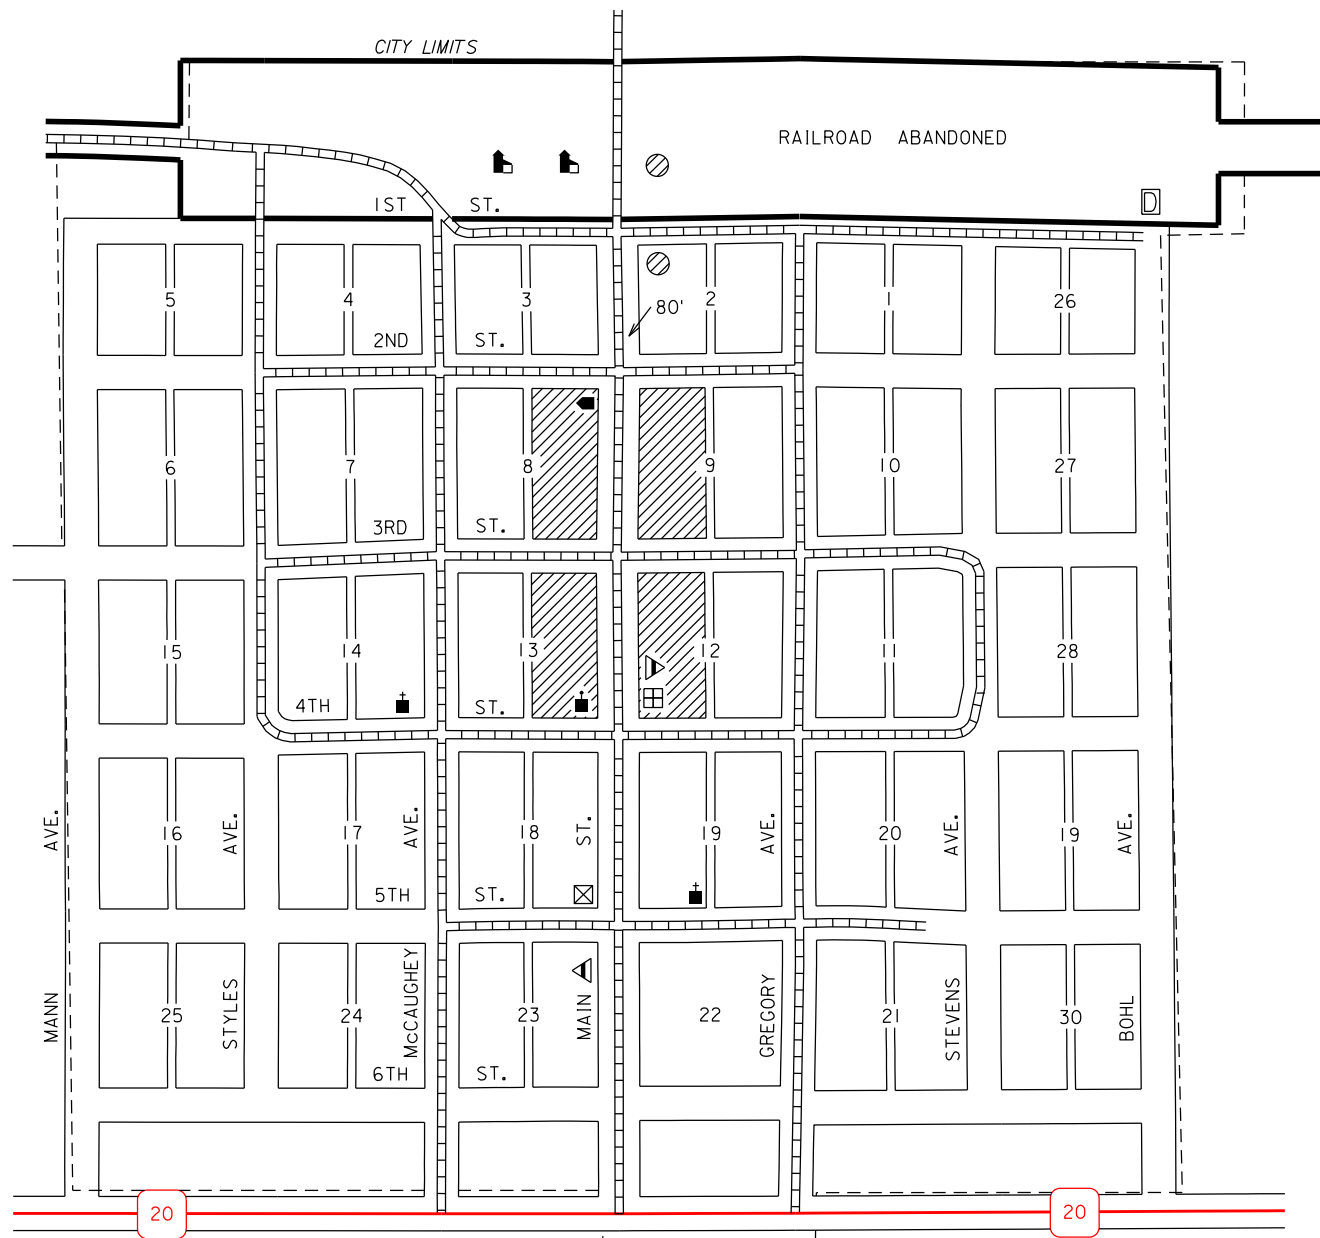 CITY LIMITS
RAILROAD ABANDONED
D
1ST ST.
5 4 3 2 1 26
80'
2ND ST.
6 7 8 9 10 27
3RD ST.
15 14 13 12 11 28
4TH ST.
16 17 18 19 20 19
AVE. AVE. AVE. ST. AVE. AVE. AVE.
5TH ST.
25 24 23 22 21 30
MANN STYLES McCAUGHEY MAIN GREGORY STEVENS BOHL
6TH ST.
20 20